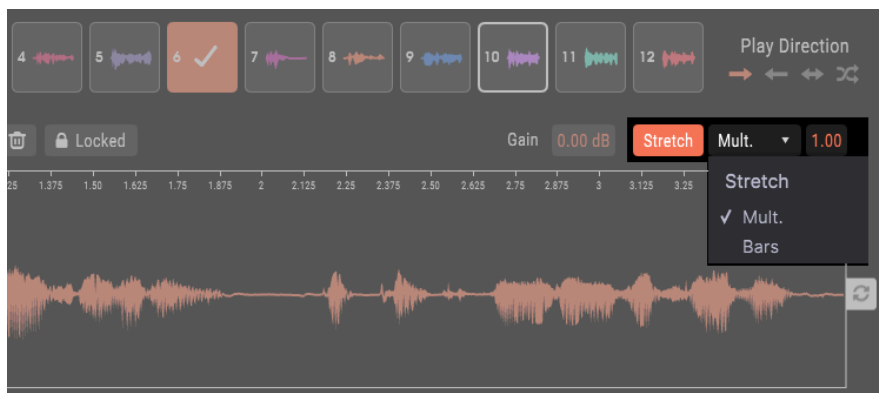 4 5 6 7 8 9 10 11 12 Play Direction
Locked Gain 0.00 dB Stretch Mult. 1.00
25 1.375 1.50 1.625 1.75 1.875 2 2.125 2.25 2.375 2.50 2.625 2.75 2.875 3 3.125 3.25
Stretch
Mult.
Bars